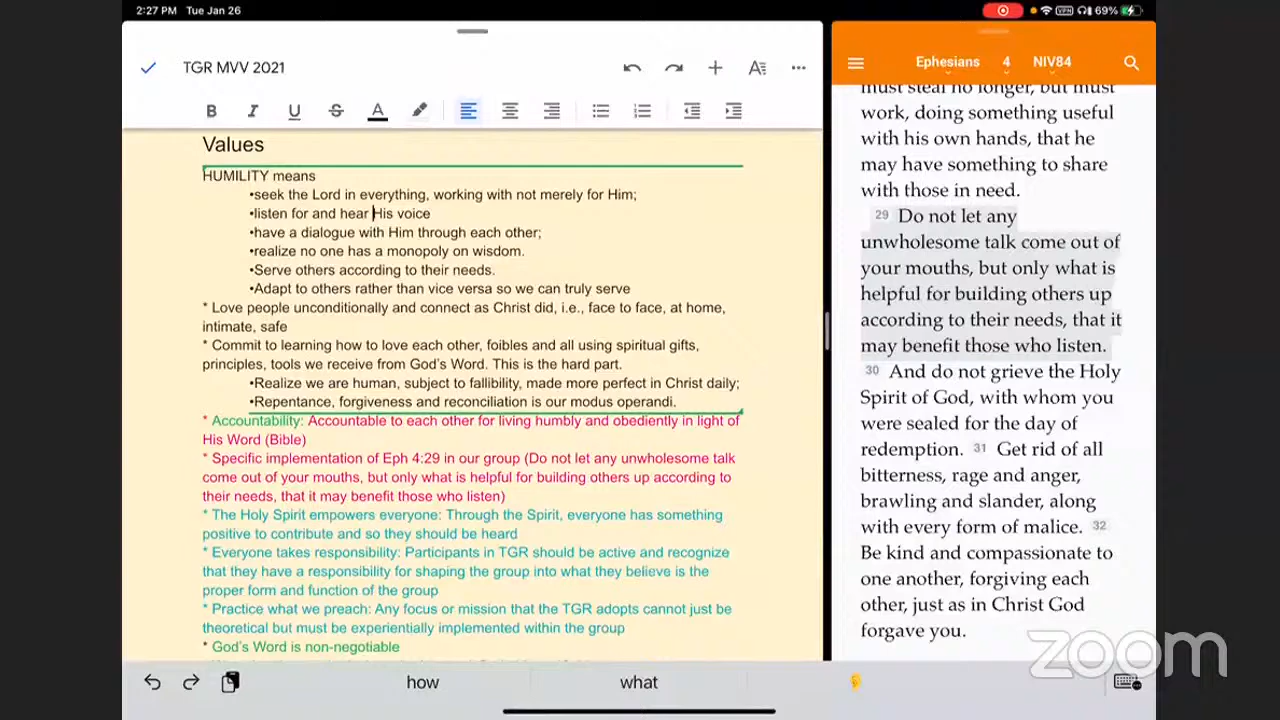 2:27 PM Tue Jan 26
VPN 69%
TGR MVV 2021
B I U S A
Values
HUMILITY means
•seek the Lord in everything, working with not merely for Him;
•listen for and hear His voice
•have a dialogue with Him through each other;
•realize no one has a monopoly on wisdom.
•Serve others according to their needs.
•Adapt to others rather than vice versa so we can truly serve
* Love people unconditionally and connect as Christ did, i.e., face to face, at home,
intimate, safe
* Commit to learning how to love each other, foibles and all using spiritual gifts,
principles, tools we receive from God's Word. This is the hard part.
•Realize we are human, subject to fallibility, made more perfect in Christ daily;
•Repentance, forgiveness and reconciliation is our modus operandi.
* Accountability: Accountable to each other for living humbly and obediently in light of
His Word (Bible)
* Specific implementation of Eph 4:29 in our group (Do not let any unwholesome talk
come out of your mouths, but only what is helpful for building others up according to
their needs, that it may benefit those who listen)
* The Holy Spirit empowers everyone: Through the Spirit, everyone has something
positive to contribute and so they should be heard
* Everyone takes responsibility: Participants in TGR should be active and recognize
that they have a responsibility for shaping the group into what they believe is the
proper form and function of the group
* Practice what we preach: Any focus or mission that the TGR adopts cannot just be
theoretical but must be experientially implemented within the group
* God's Word is non-negotiable
how what
Ephesians 4 NIV84
must steal no longer, but must
work, doing something useful
with his own hands, that he
may have something to share
with those in need.
29 Do not let any
unwholesome talk come out of
your mouths, but only what is
helpful for building others up
according to their needs, that it
may benefit those who listen.
30 And do not grieve the Holy
Spirit of God, with whom you
were sealed for the day of
redemption. 31 Get rid of all
bitterness, rage and anger,
brawling and slander, along
with every form of malice. 32
Be kind and compassionate to
one another, forgiving each
other, just as in Christ God
forgave you.
zoom